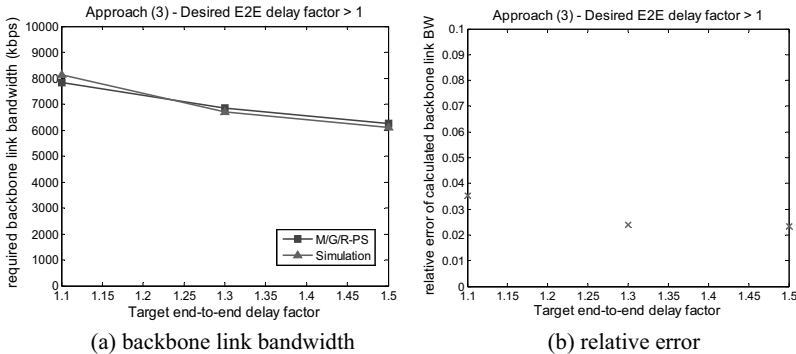 Approach (3) - Desired E2E delay factor > 1
required backbone link bandwidth (kbps)
10000
9000
8000
7000
6000
5000
4000
3000
2000
1000
0
M/G/R-PS
Simulation
1.1 1.15 1.2 1.25 1.3 1.35 1.4 1.45 1.5
Target end-to-end delay factor
(a) backbone link bandwidth
Approach (3) - Desired E2E delay factor > 1
relative error of calculated backbone link BW
0.1
0.09
0.08
0.07
0.06
0.05
0.04
0.03
0.02
0.01
0
1.1 1.15 1.2 1.25 1.3 1.35 1.4 1.45 1.5
Target end-to-end delay factor
(b) relative error